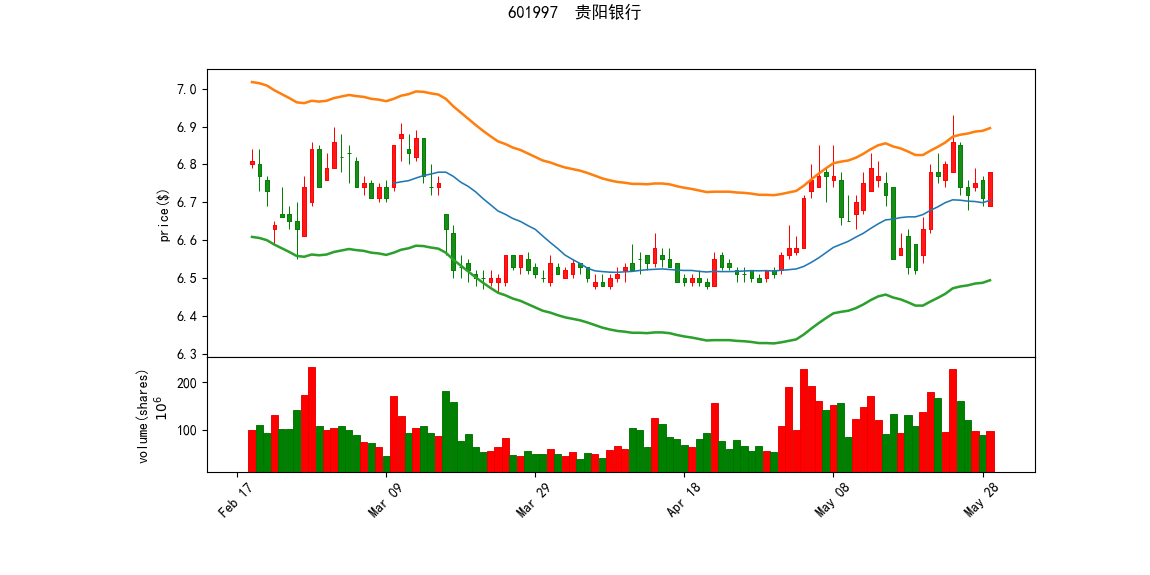 601997 贵阳银行
price($)
7.0
6.9
6.8
6.7
6.6
6.5
6.4
6.3
volume(shares)
10^6
200
100
Feb 17
Mar 09
Mar 29
Apr 18
May 08
May 28